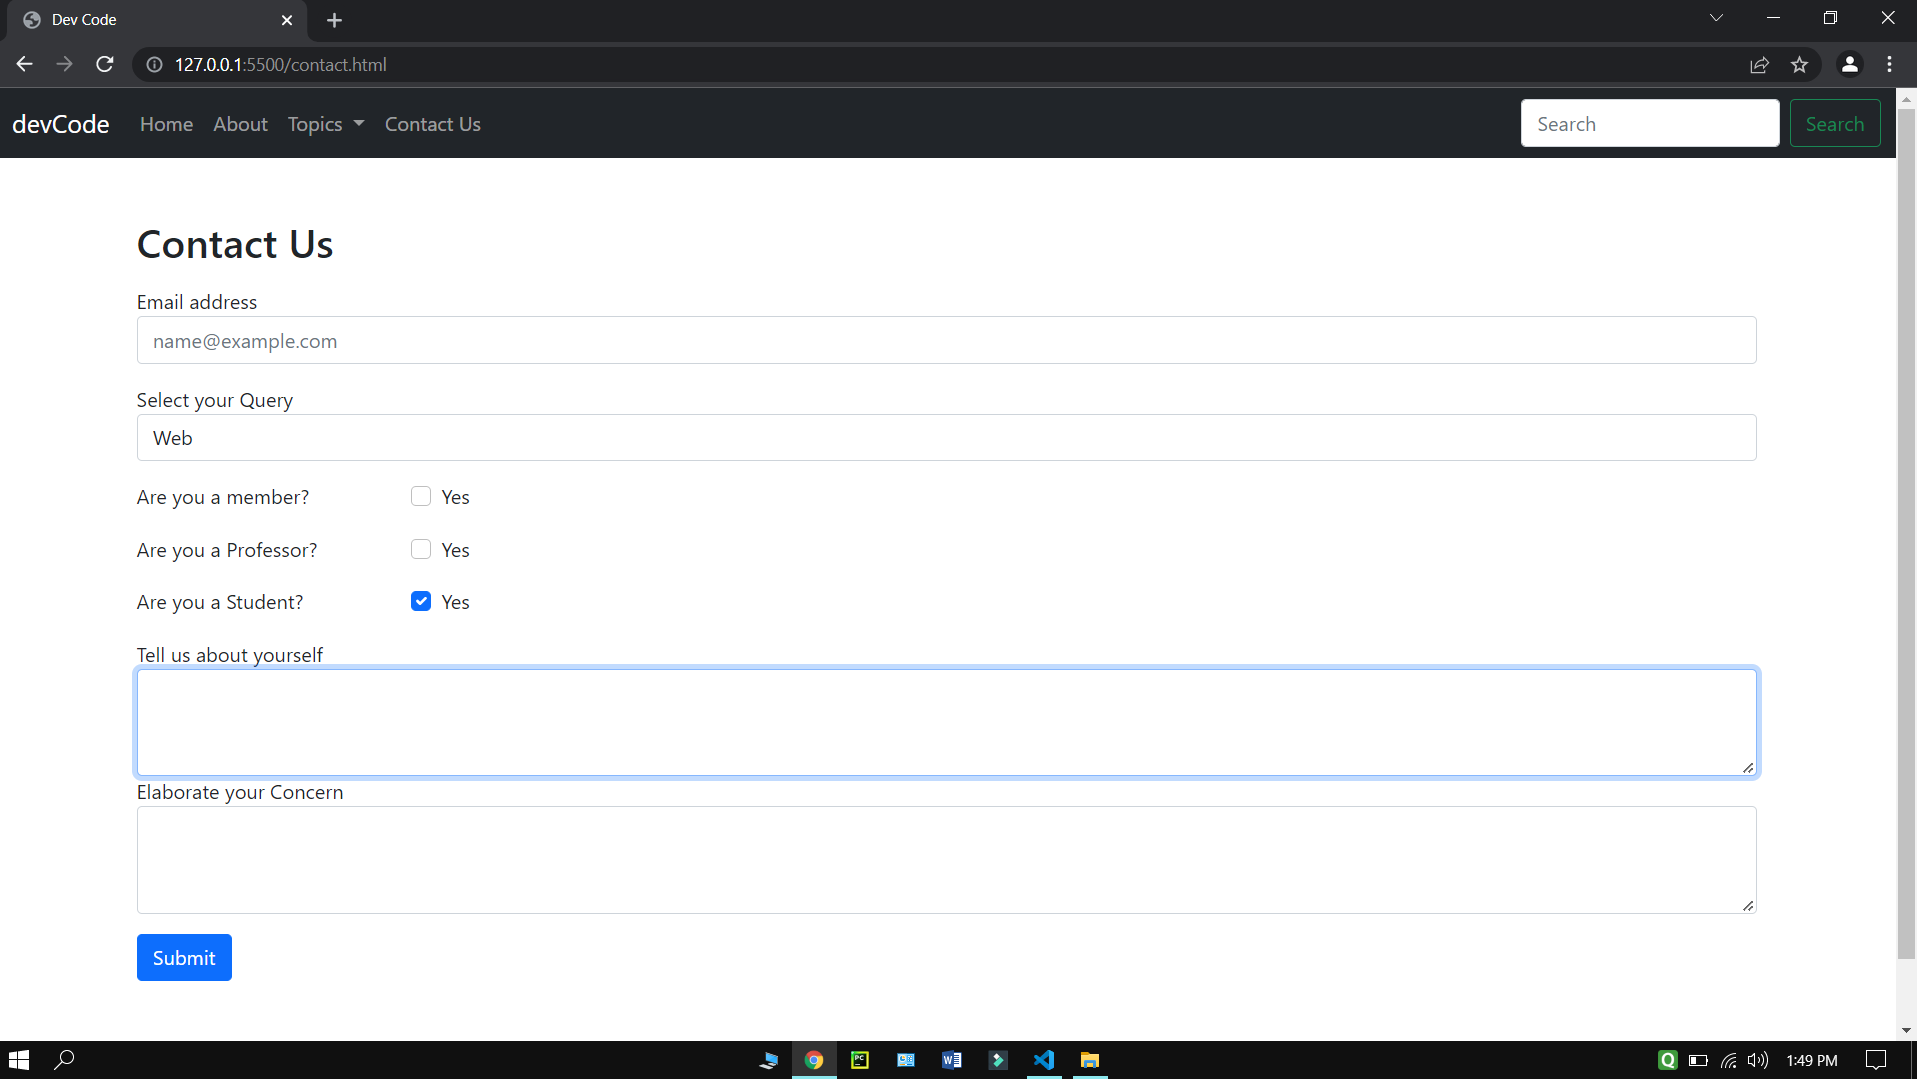 Dev Code
127.0.0.1:5500/contact.html
devCode Home About Topics Contact Us Search Search
Contact Us
Email address
name@example.com
Select your Query
Web
Are you a member? Yes
Are you a Professor? Yes
Are you a Student? Yes
Tell us about yourself
Elaborate your Concern
Submit
1:49 PM